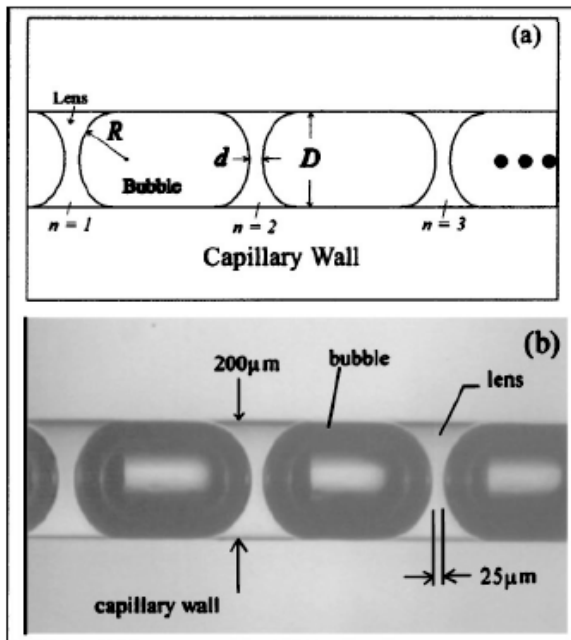 (a)
Lens
R
d
D
Bubble
n = 1
n = 2
n = 3
Capillary Wall
(b)
200μm
bubble
lens
25μm
capillary wall